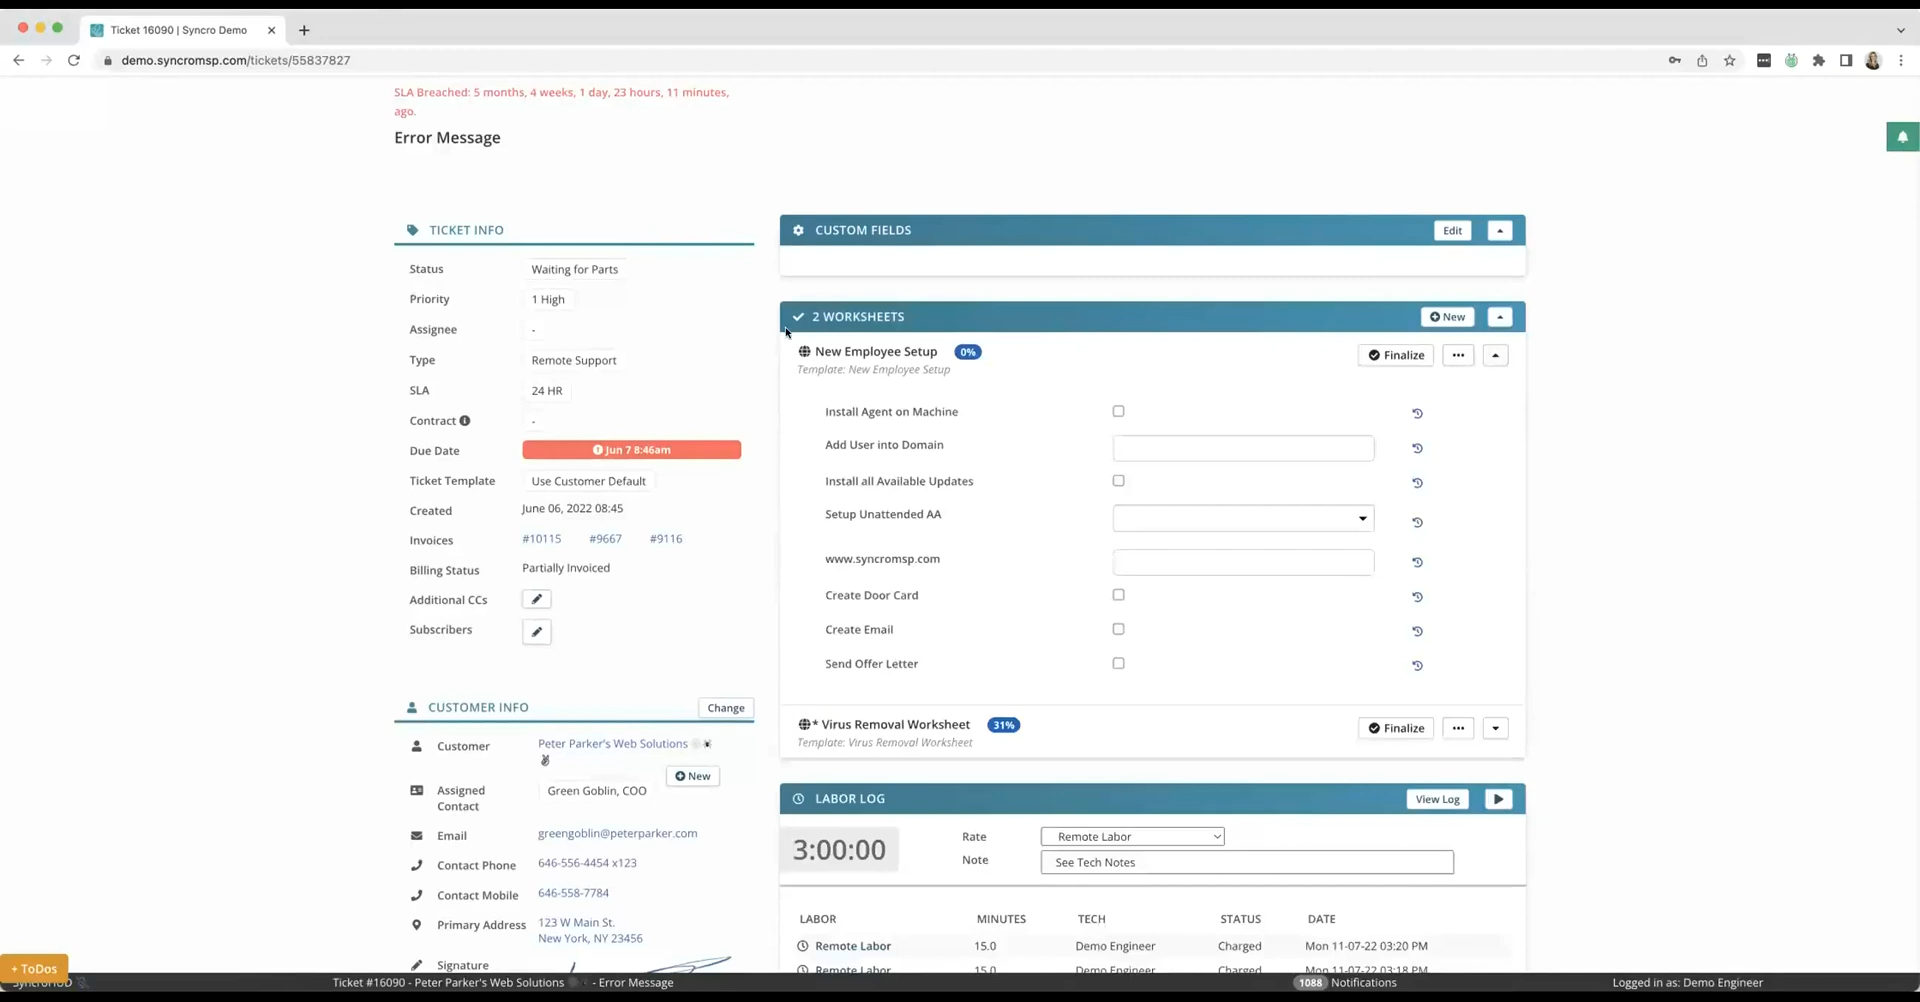 Ticket 16090 | Syncro Demo
demo.syncromsp.com/tickets/55837827
SLA Breached: 5 months, 4 weeks, 1 day, 23 hours, 11 minutes,
ago.
Error Message
TICKET INFO
Status Waiting for Parts
Priority 1 High
Assignee -
Type Remote Support
SLA 24 HR
Contract -
Due Date Jun 7 8:46am
Ticket Template Use Customer Default
Created June 06, 2022 08:45
Invoices #10115 #9667 #9116
Billing Status Partially Invoiced
Additional CCs
Subscribers
CUSTOMER INFO Change
Customer Peter Parker's Web Solutions
New
Assigned Contact Green Goblin, COO
Email greengoblin@peterparker.com
Contact Phone 646-556-4454 x123
Contact Mobile 646-558-7784
Primary Address 123 W Main St.
New York, NY 23456
Signature
CUSTOM FIELDS Edit
2 WORKSHEETS New
New Employee Setup 0% Finalize
Template: New Employee Setup
Install Agent on Machine
Add User into Domain
Install all Available Updates
Setup Unattended AA
www.syncromsp.com
Create Door Card
Create Email
Send Offer Letter
* Virus Removal Worksheet 31% Finalize
Template: Virus Removal Worksheet
LABOR LOG View Log
3:00:00
Rate Remote Labor
Note See Tech Notes
LABOR MINUTES TECH STATUS DATE
Remote Labor 15.0 Demo Engineer Charged Mon 11-07-22 03:20 PM
Remote Labor 15.0 Demo Engineer Charged Mon 11-07-22 03:18 PM
+ ToDos
SyncroHUD
Ticket #16090 - Peter Parker's Web Solutions - Error Message
1088 Notifications
Logged in as: Demo Engineer